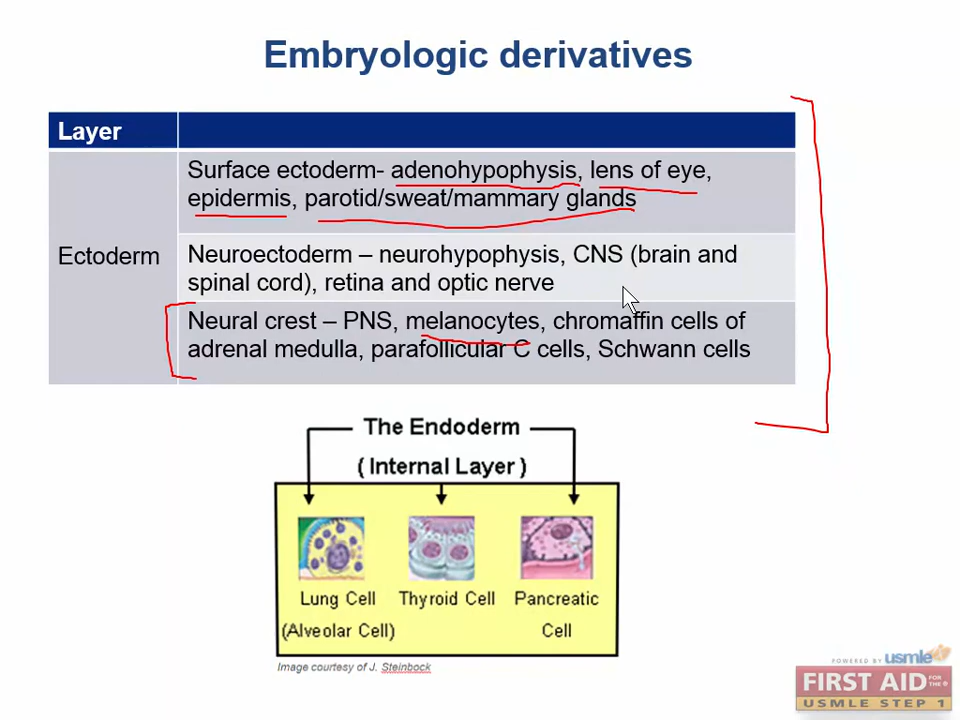 Embryologic derivatives
Layer
Surface ectoderm- adenohypophysis, lens of eye,
epidermis, parotid/sweat/mammary glands
Ectoderm
Neuroectoderm – neurohypophysis, CNS (brain and
spinal cord), retina and optic nerve
Neural crest – PNS, melanocytes, chromaffin cells of
adrenal medulla, parafollicular C cells, Schwann cells
The Endoderm
( Internal Layer )
Lung Cell
(Alveolar Cell)
Thyroid Cell
Pancreatic
Cell
Image courtesy of J. Steinbock
POWERED BY usmle
FIRST AID FOR THE
USMLE STEP 1